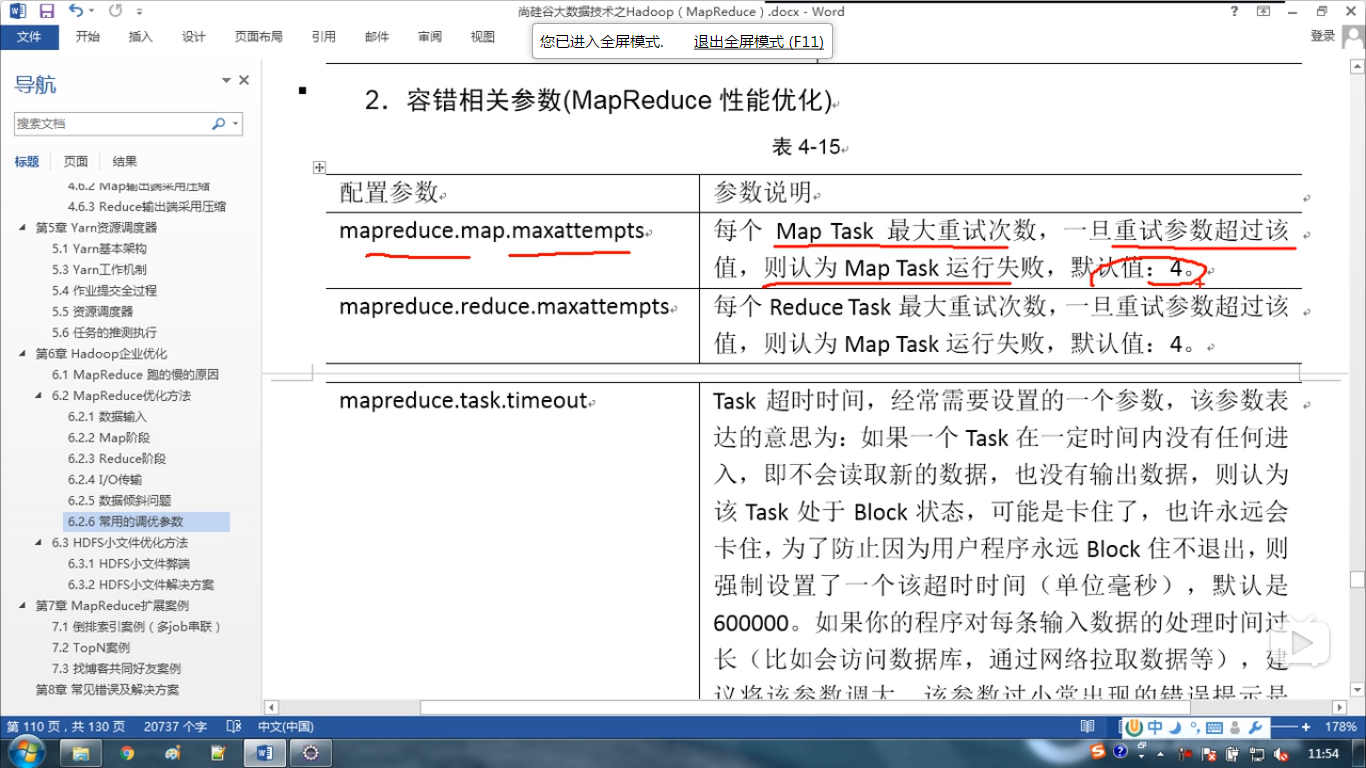 尚硅谷大数据技术之Hadoop（MapReduce）.docx - Word
文件 开始 插入 设计 页面布局 引用 邮件 审阅 视图 登录
您已进入全屏模式. 退出全屏模式 (F11)
导航
搜索文档
标题 页面 结果
4.6.2 Map输出端采用压缩
4.6.3 Reduce输出端采用压缩
第5章 Yarn资源调度器
5.1 Yarn基本架构
5.3 Yarn工作机制
5.4 作业提交全过程
5.5 资源调度器
5.6 任务的推测执行
第6章 Hadoop企业优化
6.1 MapReduce 跑的慢的原因
6.2 MapReduce优化方法
6.2.1 数据输入
6.2.2 Map阶段
6.2.3 Reduce阶段
6.2.4 I/O传输
6.2.5 数据倾斜问题
6.2.6 常用的调优参数
6.3 HDFS小文件优化方法
6.3.1 HDFS小文件弊端
6.3.2 HDFS小文件解决方案
第7章 MapReduce扩展案例
7.1 倒排索引案例（多job串联）
7.2 TopN案例
7.3 找博客共同好友案例
第8章 常见错误及解决方案
2．容错相关参数(MapReduce 性能优化)
表 4-15
配置参数
参数说明
mapreduce.map.maxattempts
每个 Map Task 最大重试次数，一旦重试参数超过该
值，则认为 Map Task 运行失败，默认值：4。
mapreduce.reduce.maxattempts
每个 Reduce Task 最大重试次数，一旦重试参数超过该
值，则认为 Map Task 运行失败，默认值：4。
mapreduce.task.timeout
Task 超时时间，经常需要设置的一个参数，该参数表
达的意思为：如果一个 Task 在一定时间内没有任何进
入，即不会读取新的数据，也没有输出数据，则认为
该 Task 处于 Block 状态，可能是卡住了，也许永远会
卡住，为了防止因为用户程序永远 Block 住不退出，则
强制设置了一个该超时时间（单位毫秒），默认是
600000。如果你的程序对每条输入数据的处理时间过
长（比如会访问数据库，通过网络拉取数据等），建
议将该参数调大，该参数过小常出现的错误提示是
第 110 页，共 130 页 20737 个字 中文(中国) 中 178%
11:54